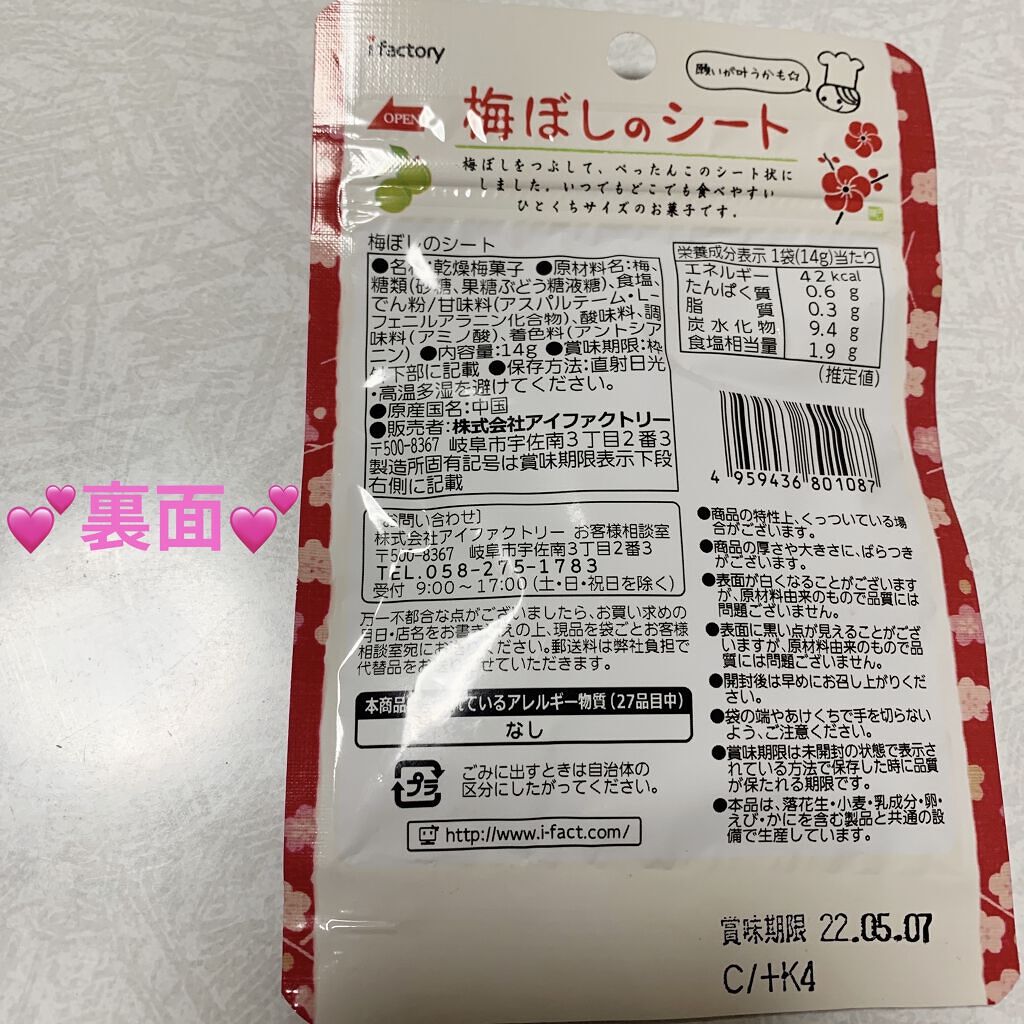 i factory
願いが叶うかも☆
OPEN
梅ぼしのシート
梅ぼしをつぶして、ぺったんこのシート状に
しました。いつでもどこでも食べやすい
ひとくちサイズのお菓子です。
梅ぼしのシート
●名称:乾燥梅菓子 ●原材料名:梅、
糖類(砂糖、果糖ぶどう糖液糖)、食塩、
でん粉/甘味料(アスパルテーム・L-
フェニルアラニン化合物)、酸味料、調
味料(アミノ酸)、着色料(アントシア
ニン) ●内容量:14g ●賞味期限:枠
外下部に記載 ●保存方法:直射日光
・高温多湿を避けてください。
●原産国名:中国
●販売者:株式会社アイファクトリー
〒500-8367 岐阜市宇佐南3丁目2番3
製造所固有記号は賞味期限表示下段
右側に記載
栄養成分表示 1袋(14g)当たり
エネルギー 42 kcal
たんぱく質 0.6 g
脂質 0.3 g
炭水化物 9.4 g
食塩相当量 1.9 g
(推定値)
4 959436 801087
[お問い合わせ]
株式会社アイファクトリー お客様相談室
〒500-8367 岐阜市宇佐南3丁目2番3
TEL.058-275-1783
受付 9:00～17:00(土・日・祝日を除く)
万一不都合な点がございましたら、お買い求めの
月日・店名をお書き添えの上、現品を袋ごとお客様
相談室宛にお送りください。郵送料は弊社負担で
代替品をお送りさせていただきます。
本商品に含まれているアレルギー物質(27品目中)
なし
プラ
ごみに出すときは自治体の
区分にしたがってください。
http://www.i-fact.com/
●商品の特性上、くっついている場
合がございます。
●商品の厚さや大きさに、ばらつき
がございます。
●表面が白くなることがございます
が、原材料由来のもので品質には
問題ございません。
●表面に黒い点が見えることがござ
いますが、原材料由来のもので品
質には問題ございません。
●開封後は早めにお召し上がりくだ
さい。
●袋の端やあけくちで手を切らない
よう、ご注意ください。
●賞味期限は未開封の状態で表示さ
れている方法で保存した時に品質
が保たれる期限です。
●本品は、落花生・小麦・乳成分・卵・
えび・かにを含む製品と共通の設
備で生産しています。
賞味期限 22.05.07
C/+K4
💕裏面💕